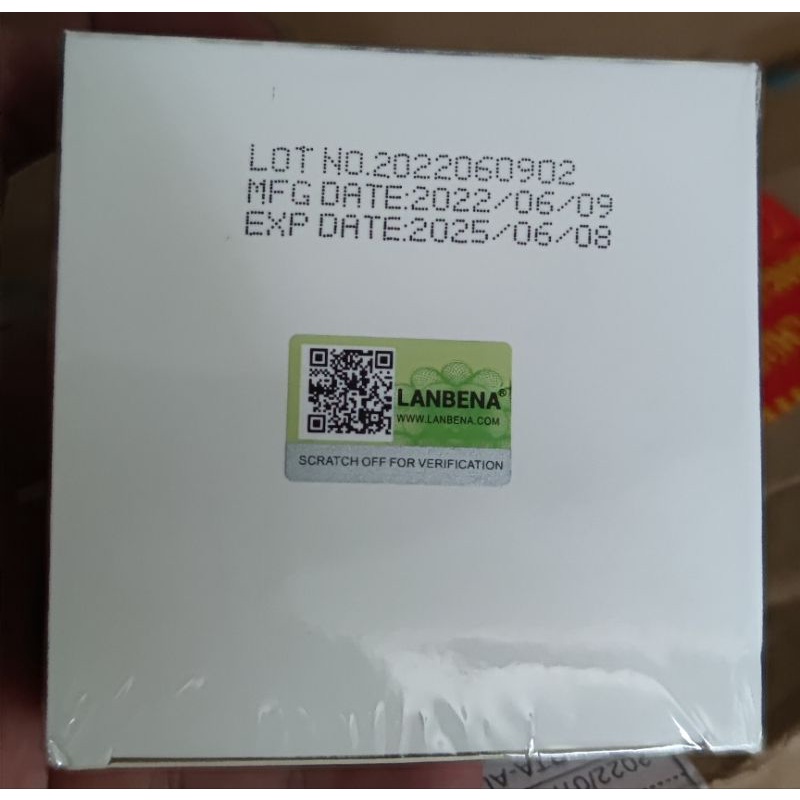 LOT NO.2022060902
MFG DATE:2022/06/09
EXP DATE:2025/06/08
LANBENA®
WWW.LANBENA.COM
SCRATCH OFF FOR VERIFICATION